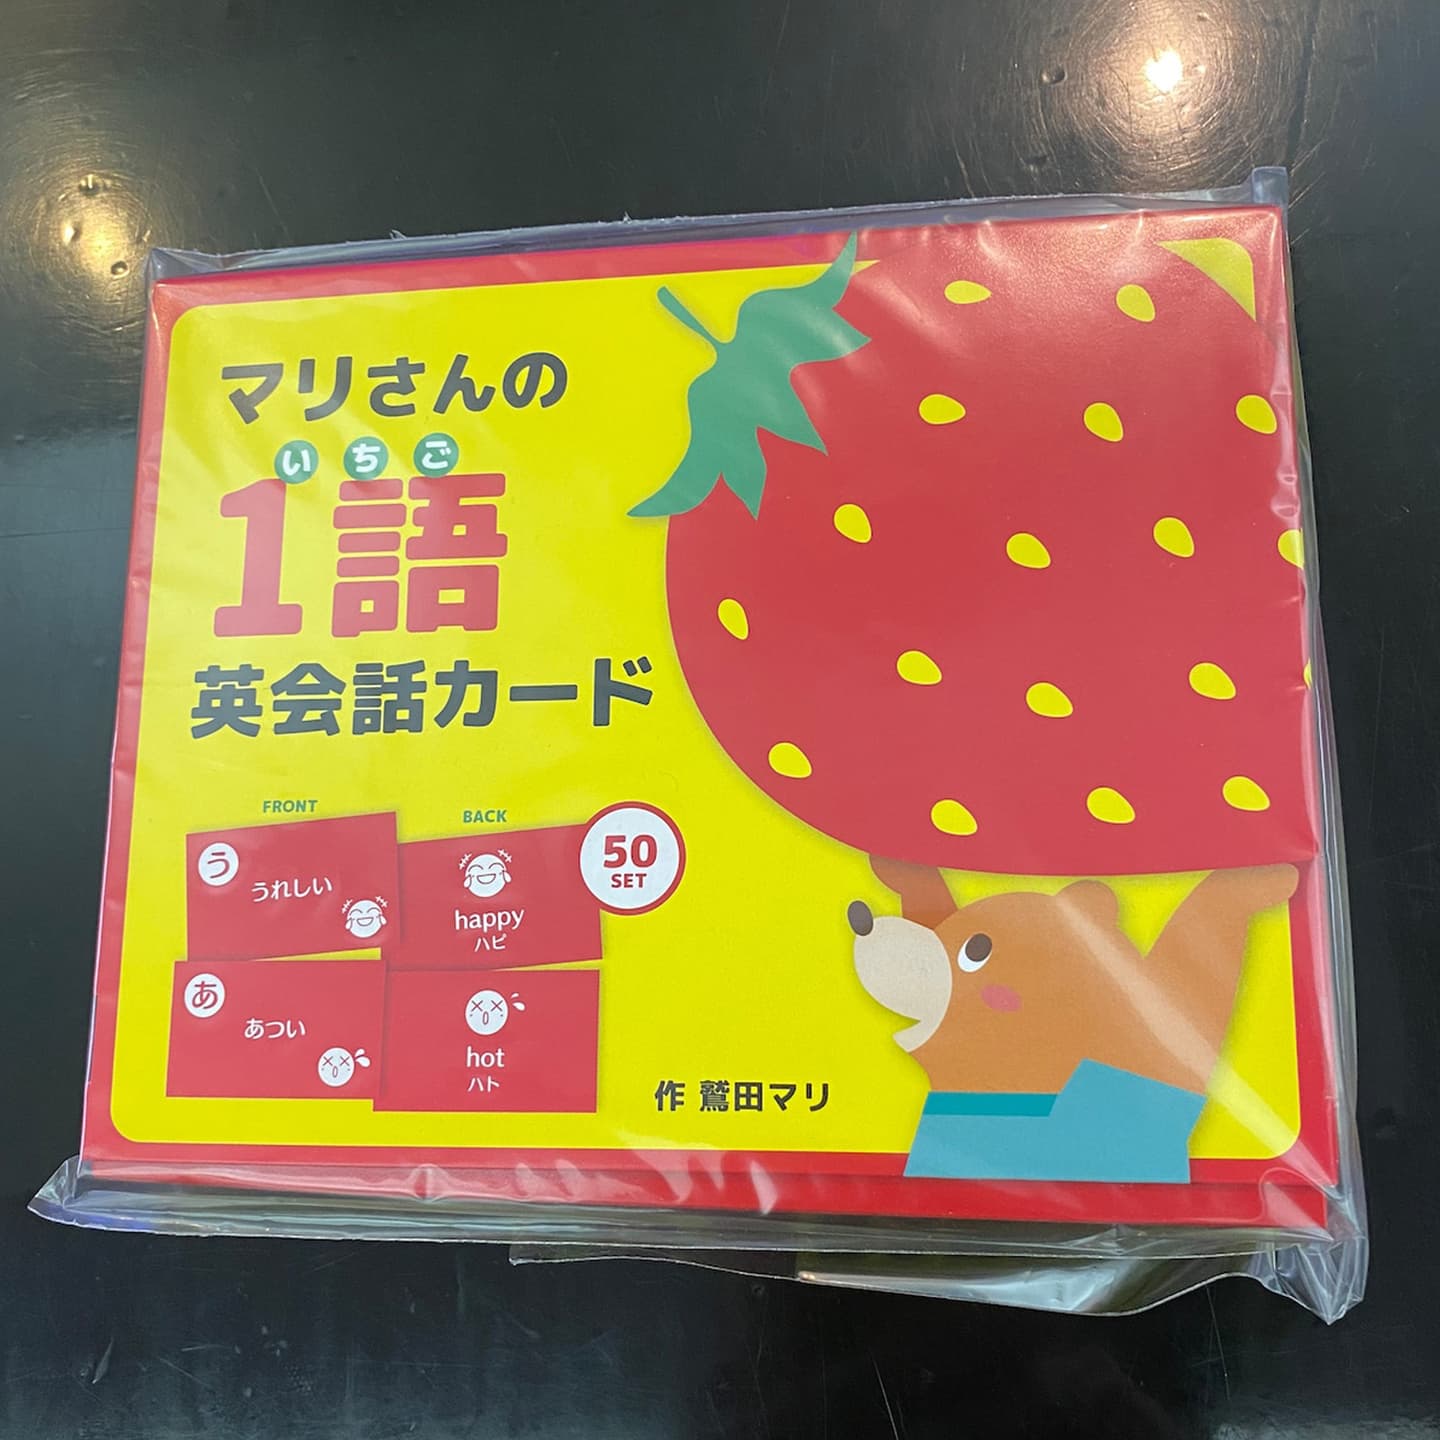 マリさんの
いちご
1語
英会話カード
FRONT
BACK
う
うれしい
happy
ハピ
50
SET
あ
あつい
hot
ハト
作 鷲田マリ